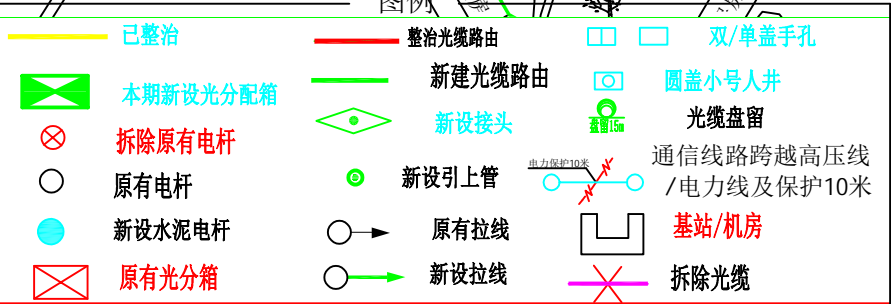 图例
已整治
整治光缆路由
双/单盖手孔
本期新设光分配箱
新建光缆路由
圆盖小号人井
拆除原有电杆
新设接头
盘留15m
光缆盘留
原有电杆
新设引上管
电力保护10米
通信线路跨越高压线
/电力线及保护10米
新设水泥电杆
原有拉线
基站/机房
原有光分箱
新设拉线
拆除光缆